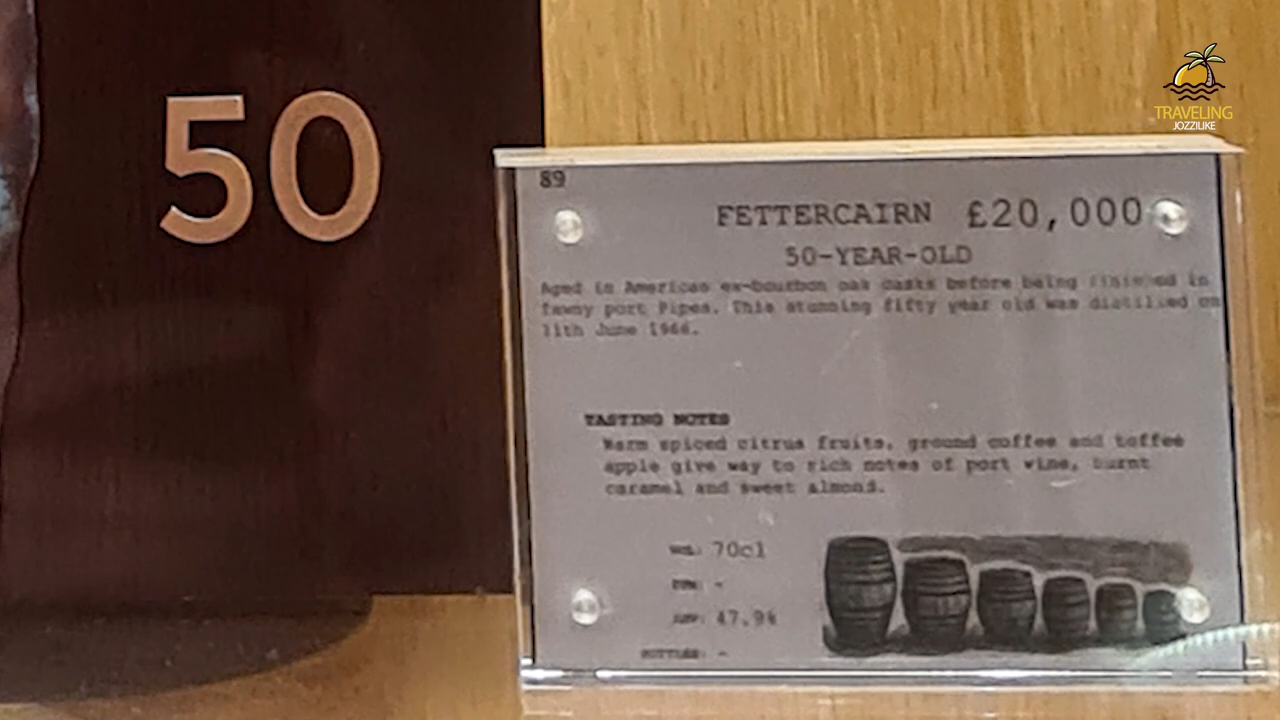 50
TRAVELING
JOZZILIKE
89
FETTERCAIRN £20,000
50-YEAR-OLD
Aged in American ex-bourbon oak casks before being finished in
Tawny port Pipes. This stunning fifty year old was distilled on
11th June 1966.
TASTING NOTES
Warm spiced citrus fruits, ground coffee and toffee
apple give way to rich notes of port wine, burnt
caramel and sweet almond.
VOL: 70cl
-
ABV: 47.9%
BOTTLES: -